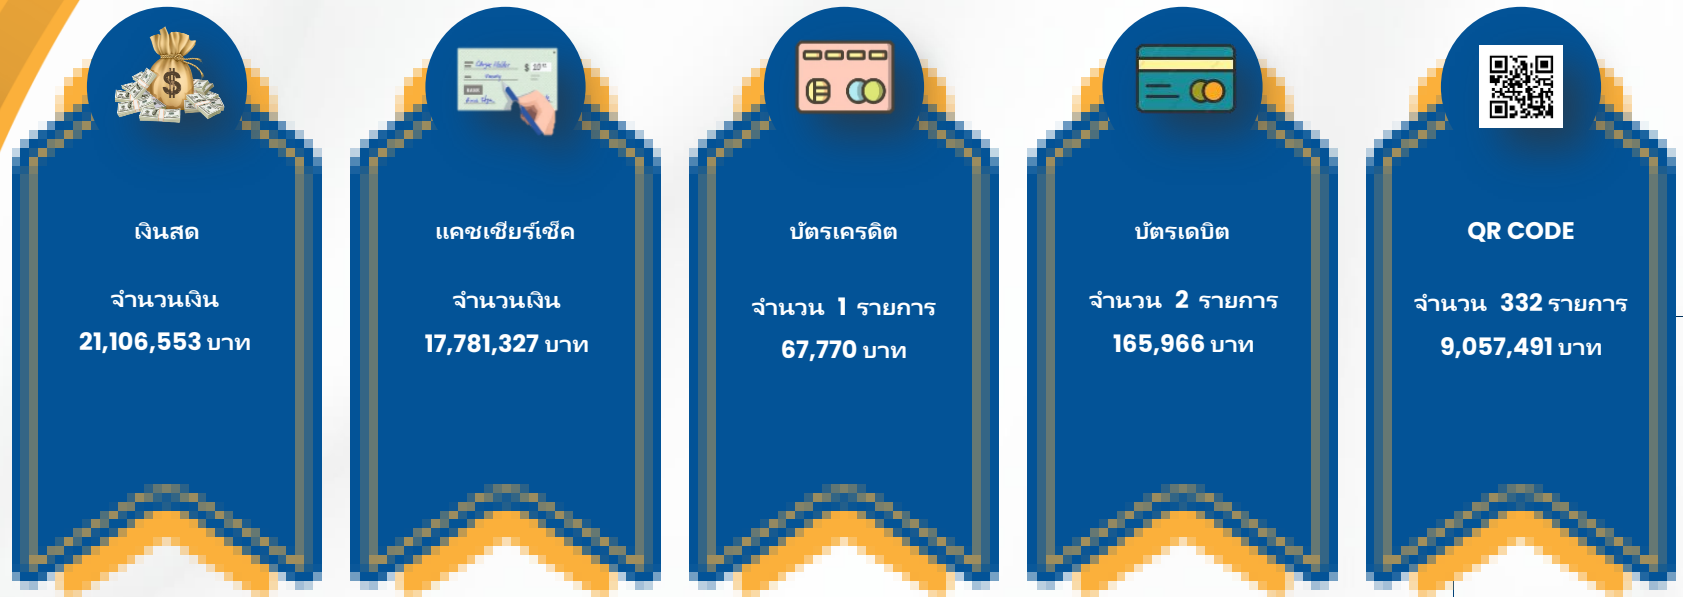 เงินสด
จำนวนเงิน
21,106,553 บาท
แคชเชียร์เช็ค
จำนวนเงิน
17,781,327 บาท
บัตรเครดิต
จำนวน 1 รายการ
67,770 บาท
บัตรเดบิต
จำนวน 2 รายการ
165,966 บาท
QR CODE
จำนวน 332 รายการ
9,057,491 บาท